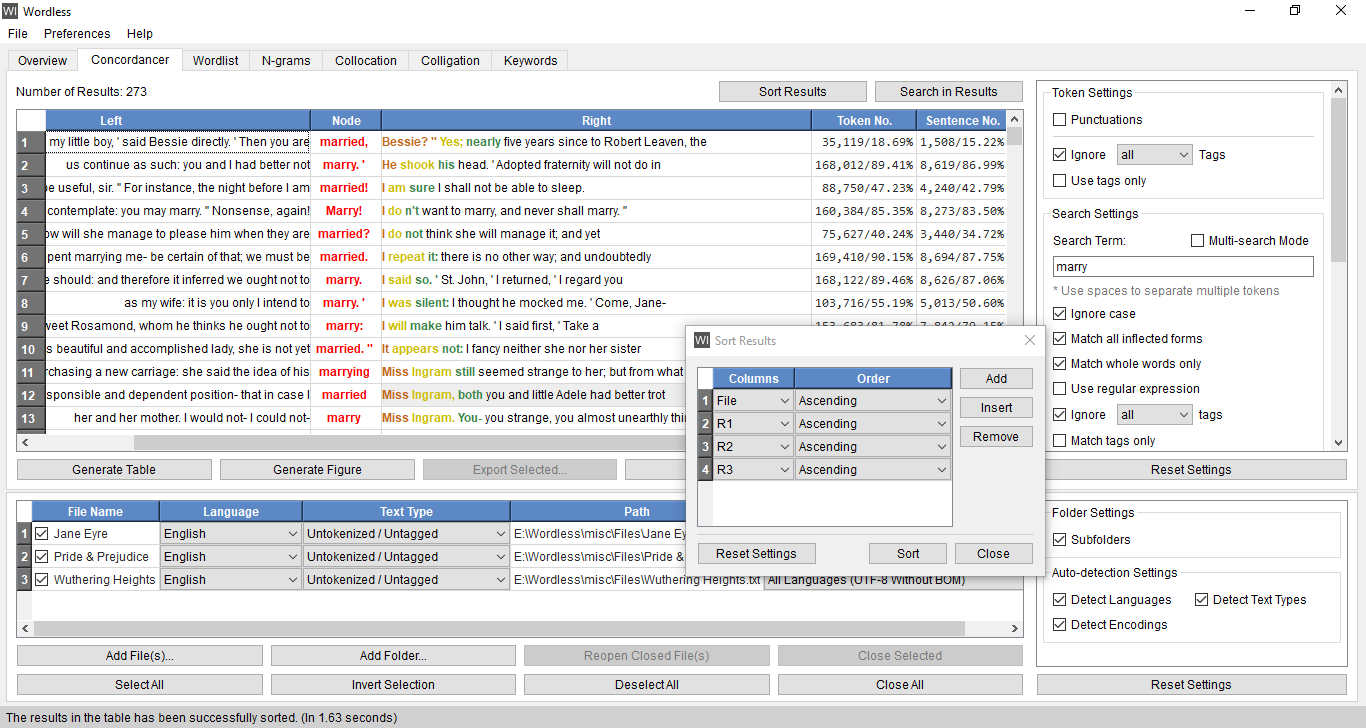 WI Wordless
File Preferences Help
Overview Concordancer Wordlist N-grams Collocation Colligation Keywords
Number of Results: 273 Sort Results Search in Results
Left Node Right Token No. Sentence No.
1 my little boy, ' said Bessie directly. ' Then you are married, Bessie? " Yes; nearly five years since to Robert Leaven, the 35,119/18.69% 1,508/15.22%
2 us continue as such: you and I had better not marry. ' He shook his head. ' Adopted fraternity will not do in 168,012/89.41% 8,619/86.99%
3 be useful, sir. " For instance, the night before I am married! I am sure I shall not be able to sleep. 88,750/47.23% 4,240/42.79%
4 contemplate: you may marry. " Nonsense, again! Marry! I do n't want to marry, and never shall marry. " 160,384/85.35% 8,273/83.50%
5 ow will she manage to please him when they are married? I do not think she will manage it; and yet 75,627/40.24% 3,440/34.72%
6 pent marrying me- be certain of that; we must be married. I repeat it: there is no other way; and undoubtedly 169,410/90.15% 8,694/87.75%
7 e should: and therefore it inferred we ought not to marry. I said so. ' St. John, ' I returned, ' I regard you 168,122/89.46% 8,626/87.06%
8 as my wife: it is you only I intend to marry. ' I was silent: I thought he mocked me. ' Come, Jane- 103,716/55.19% 5,013/50.60%
9 weet Rosamond, whom he thinks he ought not to marry: I will make him talk. ' I said first, ' Take a 153,683/81.78% 7,842/79.15%
10 s beautiful and accomplished lady, she is not yet married. " It appears not: I fancy neither she nor her sister
11 rchasing a new carriage: she said the idea of his marrying Miss Ingram still seemed strange to her; but from what
12 sponsible and dependent position- that in case I married Miss Ingram, both you and little Adele had better trot
13 her and her mother. I would not- I could not- marry Miss Ingram. You- you strange, you almost unearthly thi
Generate Table Generate Figure Export Selected...
Token Settings
Punctuations
Ignore all Tags
Use tags only
Search Settings
Search Term: Multi-search Mode
marry
* Use spaces to separate multiple tokens
Ignore case
Match all inflected forms
Match whole words only
Use regular expression
Ignore all tags
Match tags only
Reset Settings
WI Sort Results
Columns Order
1 File Ascending
2 R1 Ascending
3 R2 Ascending
4 R3 Ascending
Add
Insert
Remove
Reset Settings Sort Close
File Name Language Text Type Path
1 Jane Eyre English Untokenized / Untagged E:\Wordless\misc\Files\Jane Ey
2 Pride & Prejudice English Untokenized / Untagged E:\Wordless\misc\Files\Pride &
3 Wuthering Heights English Untokenized / Untagged E:\Wordless\misc\Files\Wuthering Heights.txt All Languages (UTF-8 Without BOM)
Add File(s)... Add Folder... Reopen Closed File(s) Close Selected
Select All Invert Selection Deselect All Close All
Folder Settings
Subfolders
Auto-detection Settings
Detect Languages Detect Text Types
Detect Encodings
Reset Settings
The results in the table has been successfully sorted. (In 1.63 seconds)